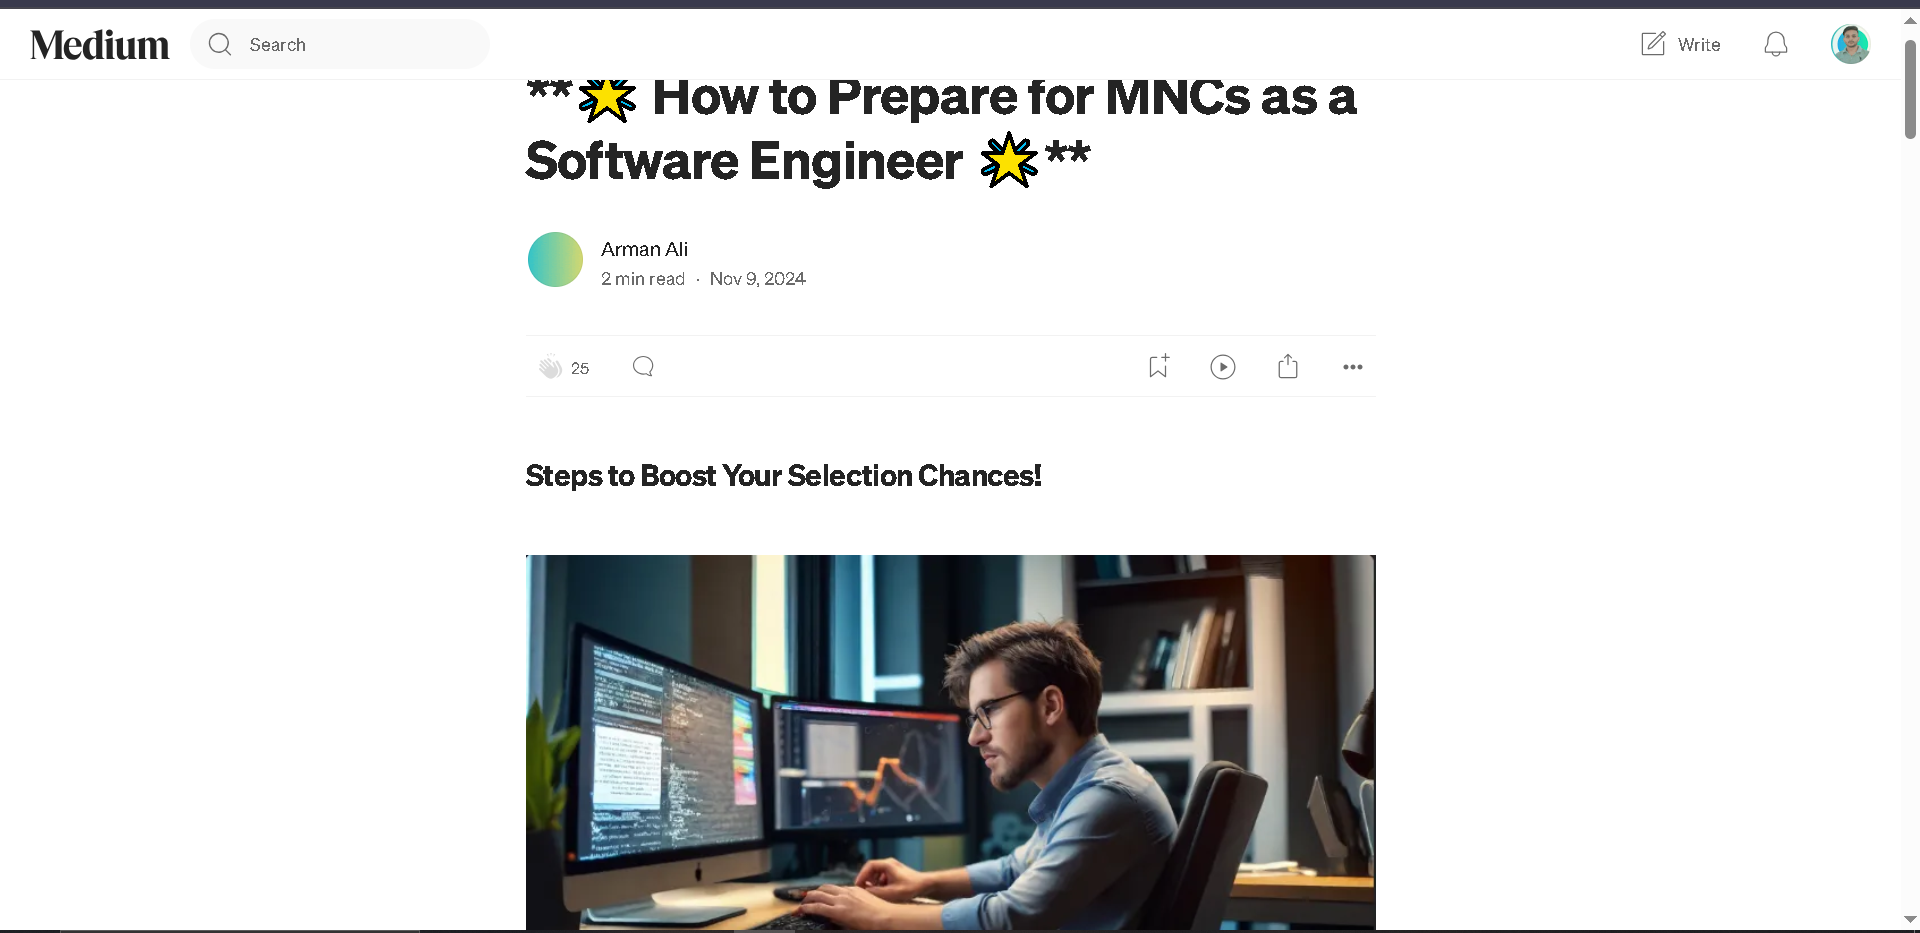 Medium
Search
Write
**🌟 How to Prepare for MNCs as a
Software Engineer 🌟**
Arman Ali
2 min read · Nov 9, 2024
25
Steps to Boost Your Selection Chances!